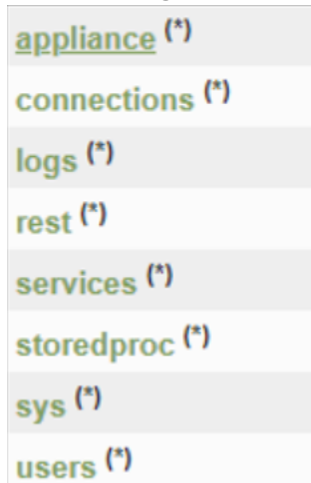 appliance (*)
connections (*)
logs (*)
rest (*)
services (*)
storedproc (*)
sys (*)
users (*)